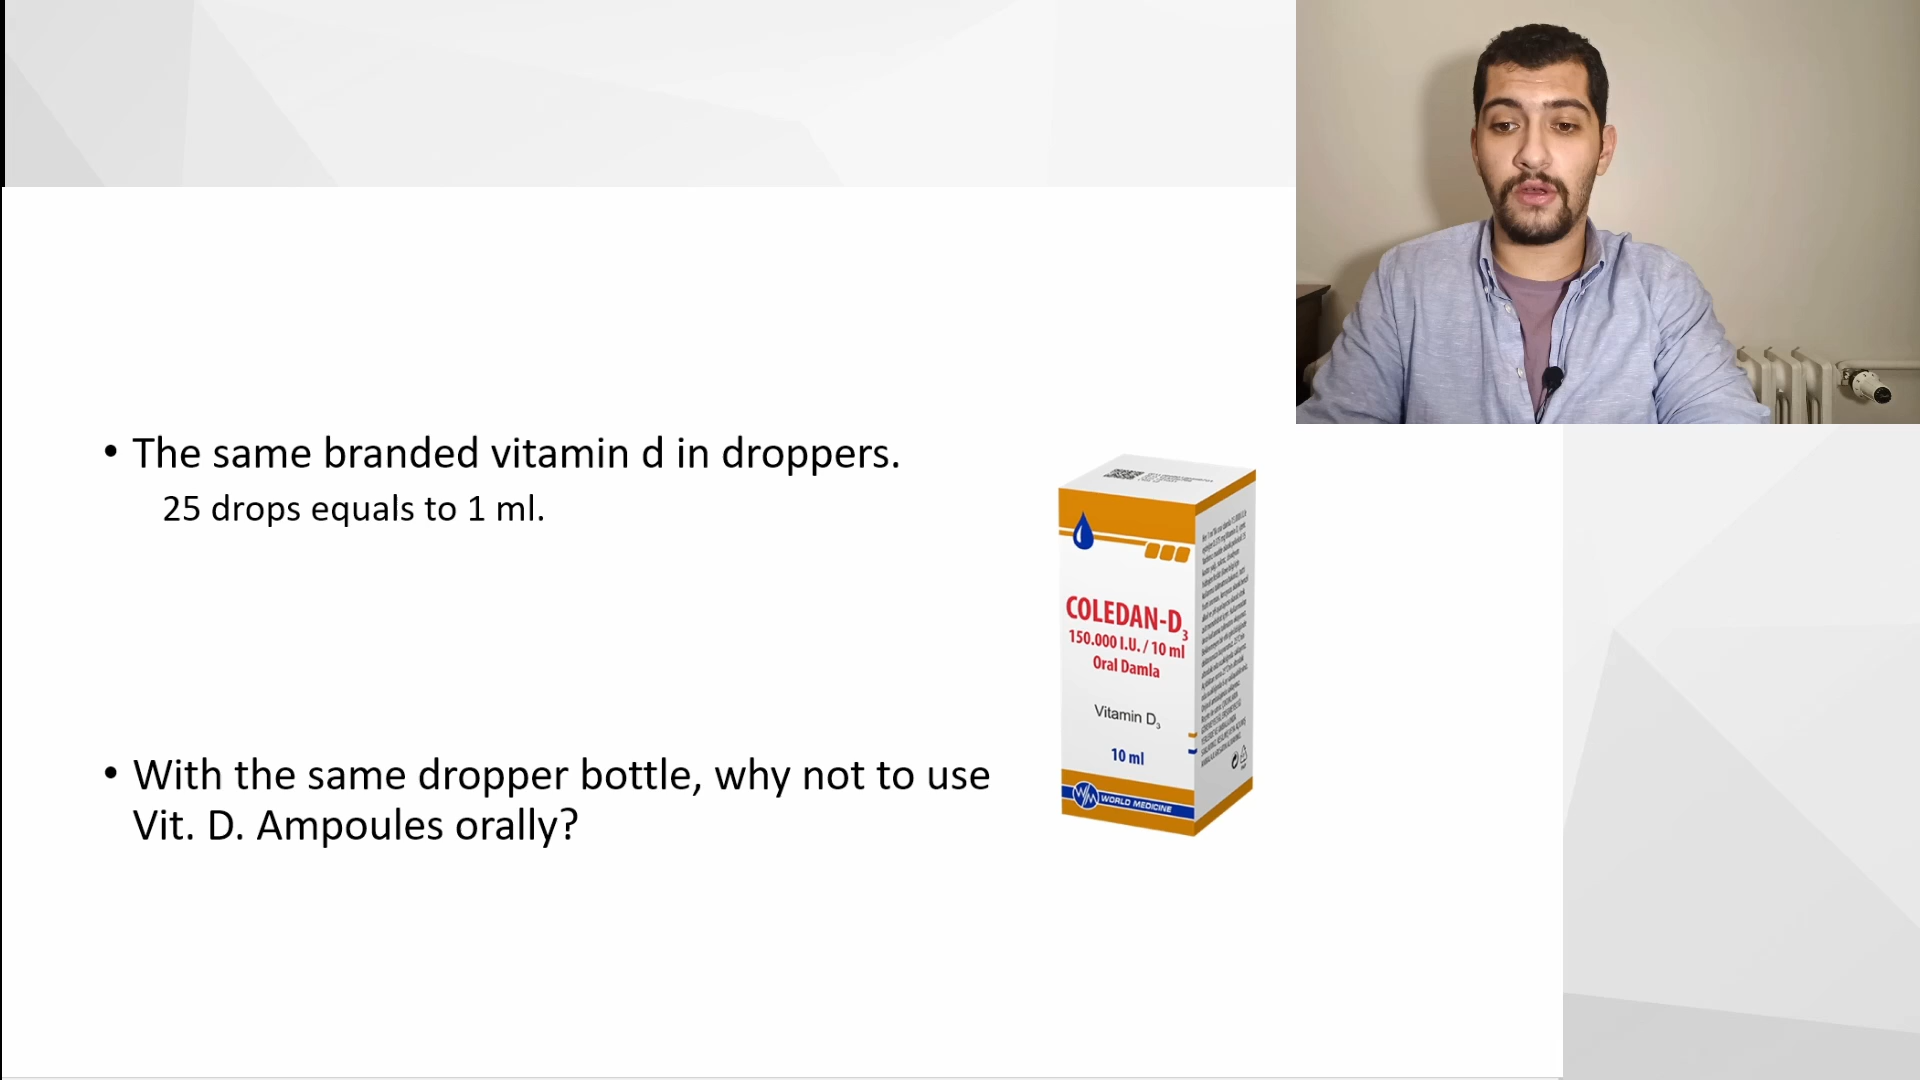 • The same branded vitamin d in droppers.
25 drops equals to 1 ml.
• With the same dropper bottle, why not to use
Vit. D. Ampoules orally?
COLEDAN-D3
150.000 I.U. / 10 ml
Oral Damla
Vitamin D3
10 ml
WM WORLD MEDICINE